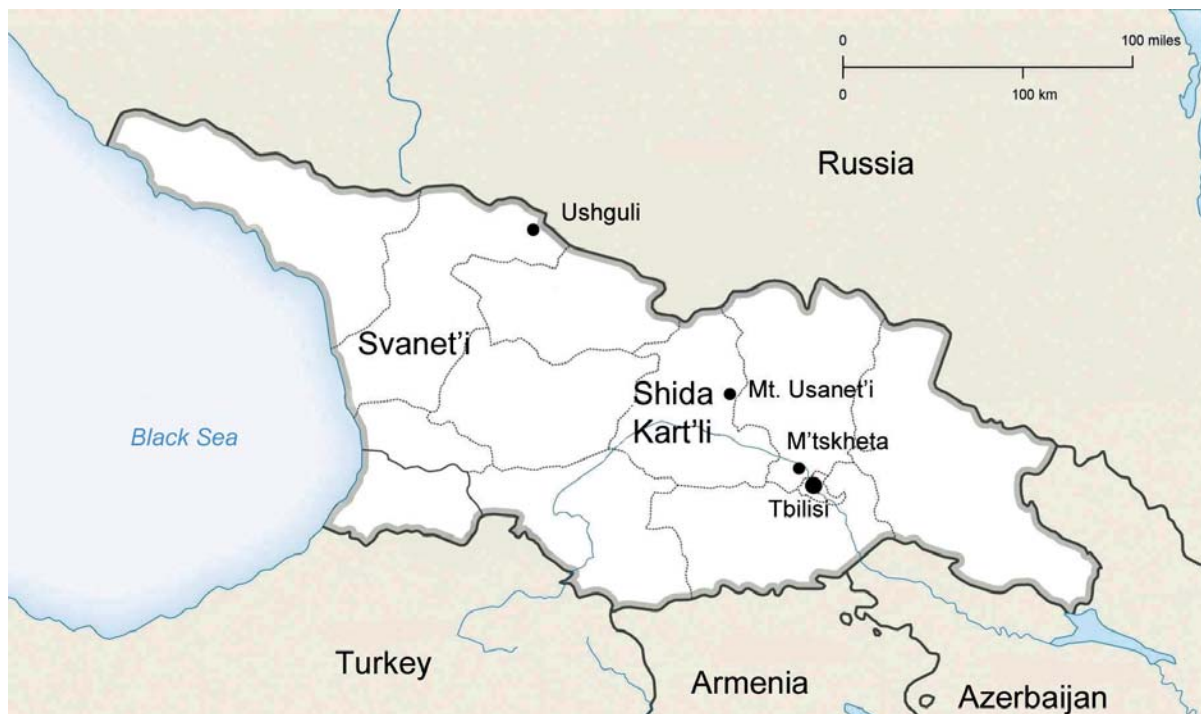 0 100 miles
0 100 km
Russia
Ushguli
Svanet’i
Shida
Kart’li
Mt. Usanet’i
Black Sea
M’tskheta
Tbilisi
Turkey
Armenia
Azerbaijan